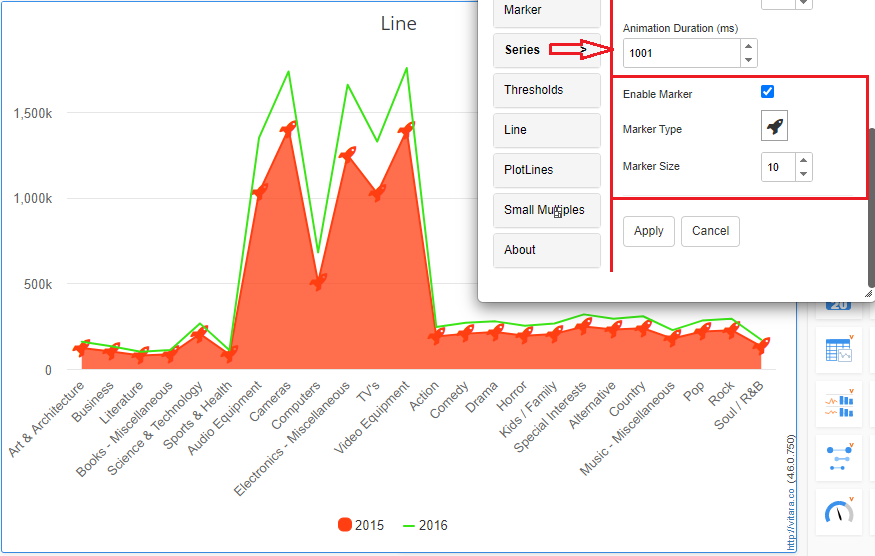 Line
1,500k
1,000k
500k
0
Art & Architecture
Business
Literature
Books - Miscellaneous
Science & Technology
Sports & Health
Audio Equipment
Cameras
Computers
Electronics - Miscellaneous
TV's
Video Equipment
Action
Comedy
Drama
Horror
Kids / Family
Special Interests
Alternative
Country
Music - Miscellaneous
Pop
Rock
Soul / R&B
2015
2016
http://vitara.co (4.6.0.750)
Marker
Series >
Thresholds
Line
PlotLines
Small Multiples
About
Animation Duration (ms)
1001
Enable Marker
Marker Type
Marker Size
10
Apply
Cancel
20
v
v
v
v